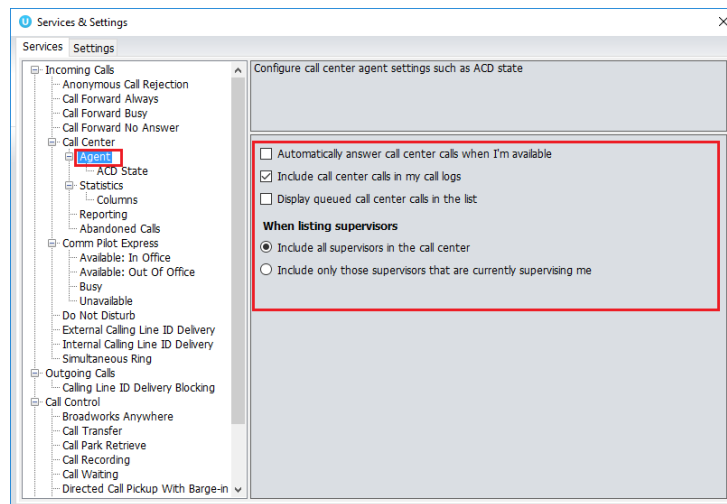 Services & Settings
Services Settings
Incoming Calls
Anonymous Call Rejection
Call Forward Always
Call Forward Busy
Call Forward No Answer
Call Center
Agent
ACD State
Statistics
Columns
Reporting
Abandoned Calls
Comm Pilot Express
Available: In Office
Available: Out Of Office
Busy
Unavailable
Do Not Disturb
External Calling Line ID Delivery
Internal Calling Line ID Delivery
Simultaneous Ring
Outgoing Calls
Calling Line ID Delivery Blocking
Call Control
Broadworks Anywhere
Call Transfer
Call Park Retrieve
Call Recording
Call Waiting
Directed Call Pickup With Barge-in
Configure call center agent settings such as ACD state
Automatically answer call center calls when I'm available
Include call center calls in my call logs
Display queued call center calls in the list
When listing supervisors
Include all supervisors in the call center
Include only those supervisors that are currently supervising me